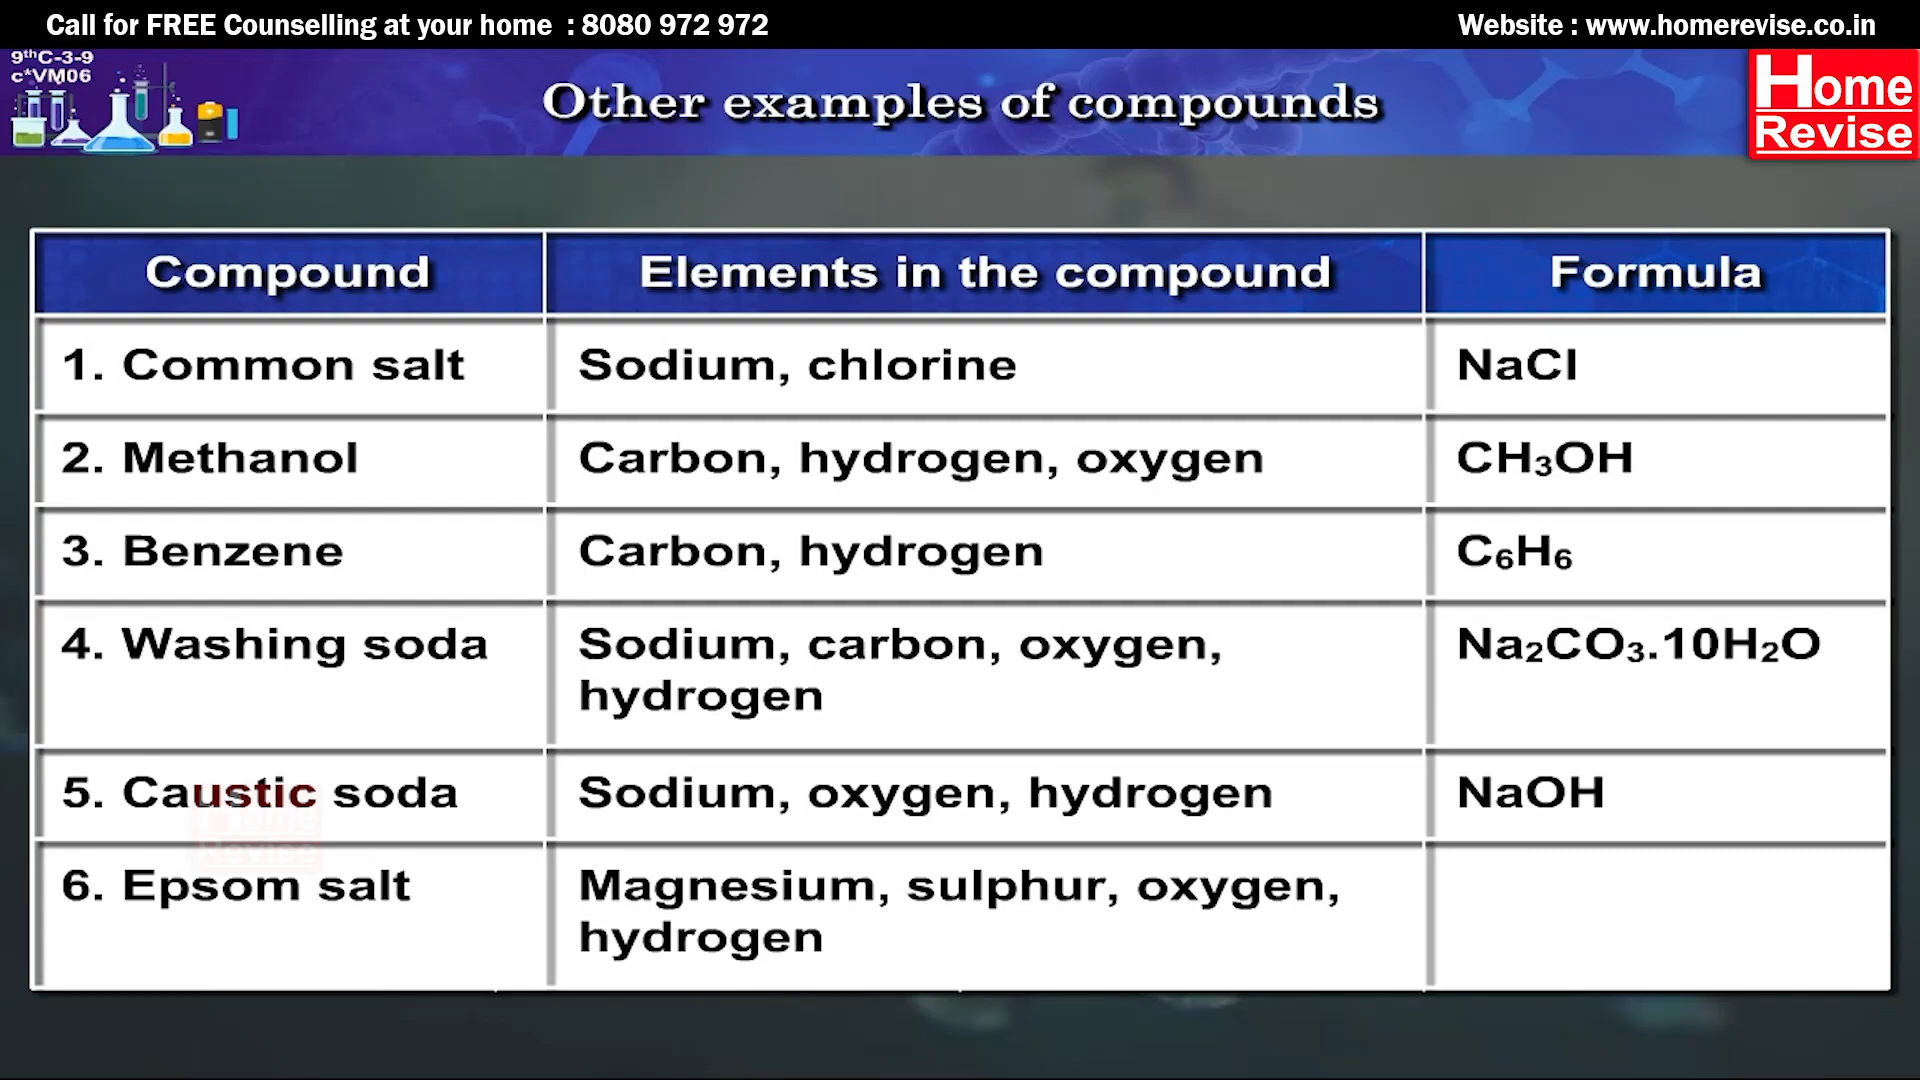 Call for FREE Counselling at your home : 8080 972 972
Website : www.homerevise.co.in
9thC-3-9
c*VM06
Other examples of compounds
Home
Revise
Compound
Elements in the compound
Formula
1. Common salt
Sodium, chlorine
NaCl
2. Methanol
Carbon, hydrogen, oxygen
CH₃OH
3. Benzene
Carbon, hydrogen
C₆H₆
4. Washing soda
Sodium, carbon, oxygen,
hydrogen
Na₂CO₃.10H₂O
5. Caustic soda
Sodium, oxygen, hydrogen
NaOH
Home
Revise
6. Epsom salt
Magnesium, sulphur, oxygen,
hydrogen